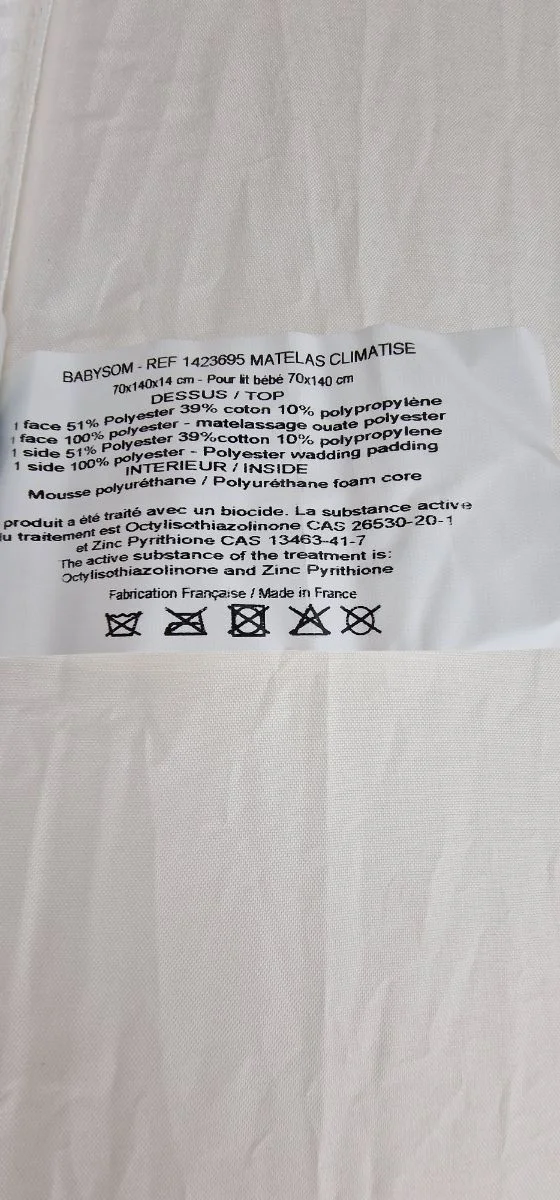 BABYSOM - REF 1423695 MATELAS CLIMATISE
70x140x14 cm - Pour lit bébé 70x140 cm
DESSUS / TOP
1 face 51% Polyester 39% coton 10% polypropylène
1 face 100% polyester - matelassage ouate polyester
1 side 51% Polyester 39%cotton 10% polypropylene
1 side 100% polyester - Polyester wadding padding
INTERIEUR / INSIDE
Mousse polyuréthane / Polyuréthane foam core
produit a été traité avec un biocide. La substance active
du traitement est Octylisothiazolinone CAS 26530-20-1
et Zinc Pyrithione CAS 13463-41-7
The active substance of the treatment is:
Octylisothiazolinone and Zinc Pyrithione
Fabrication Française / Made in France